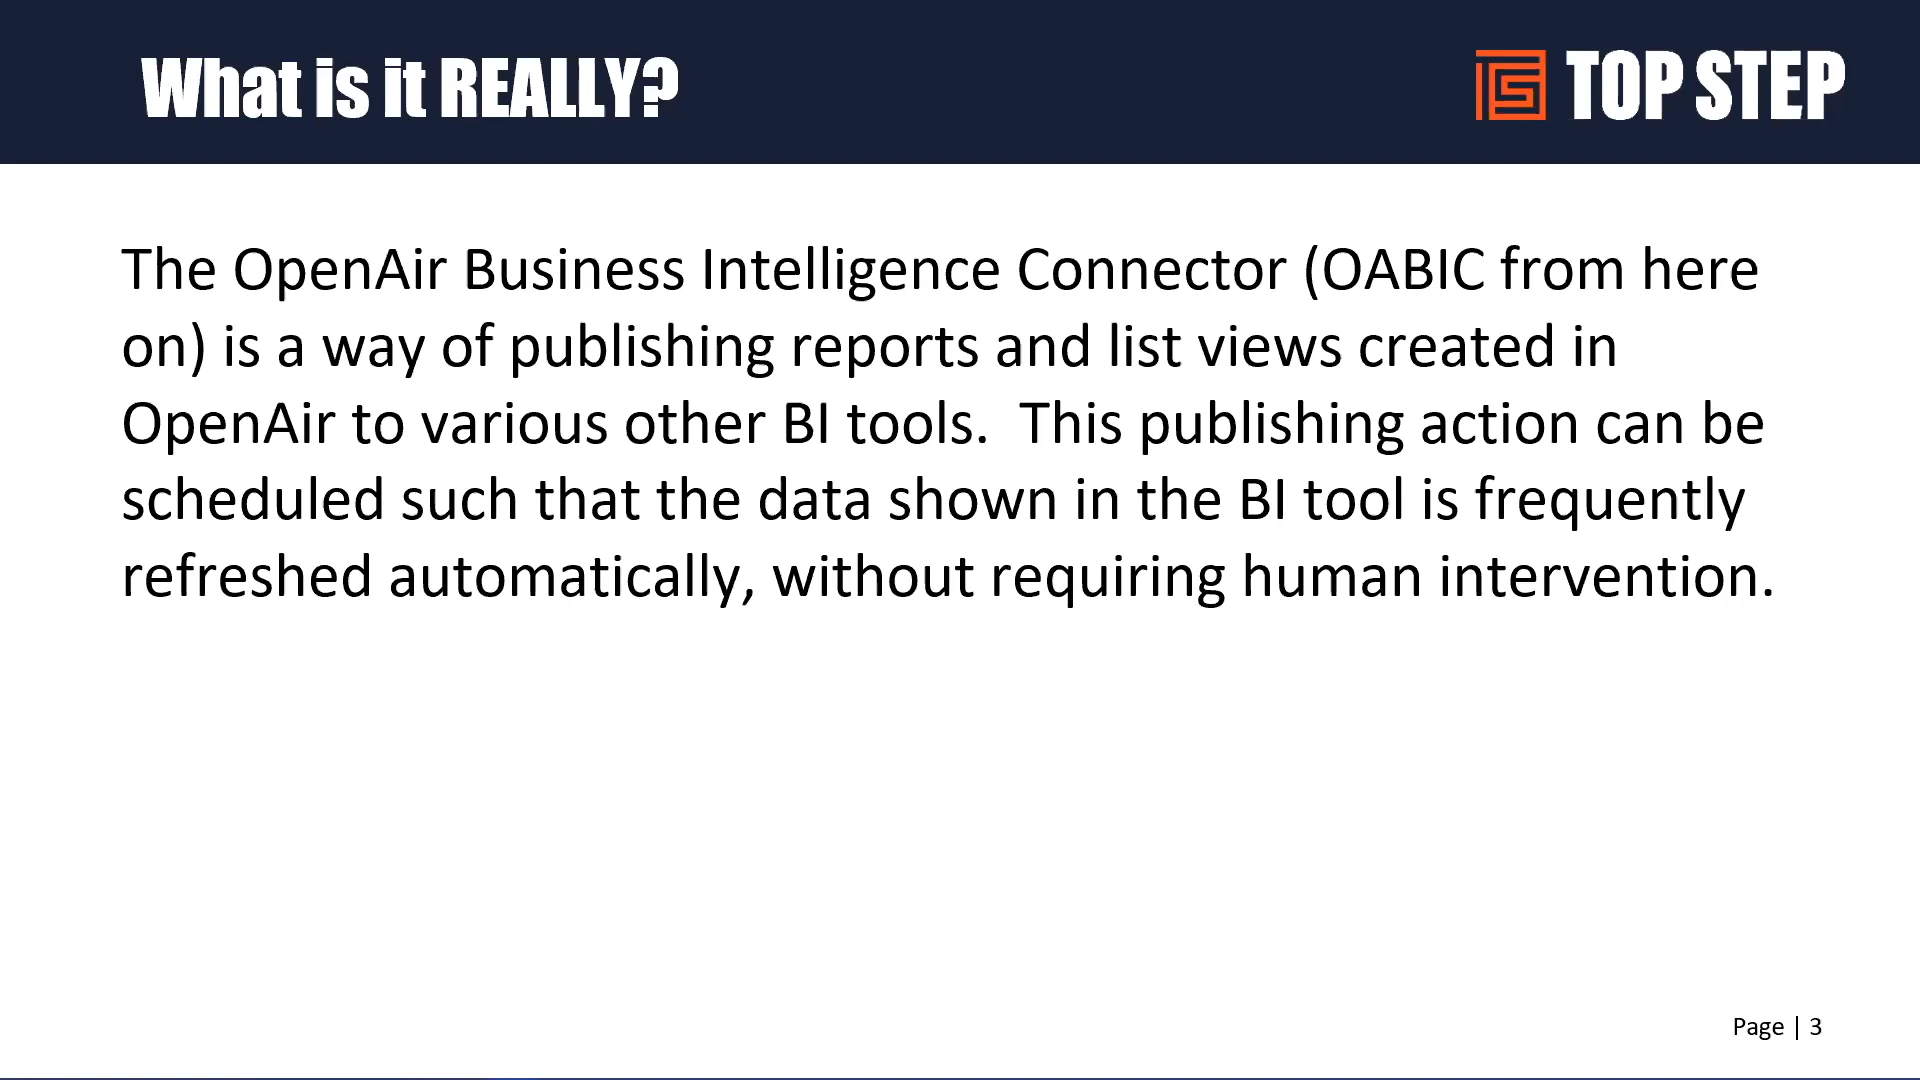 What is it REALLY?
TOP STEP
The OpenAir Business Intelligence Connector (OABIC from here
on) is a way of publishing reports and list views created in
OpenAir to various other BI tools.  This publishing action can be
scheduled such that the data shown in the BI tool is frequently
refreshed automatically, without requiring human intervention.
Page | 3